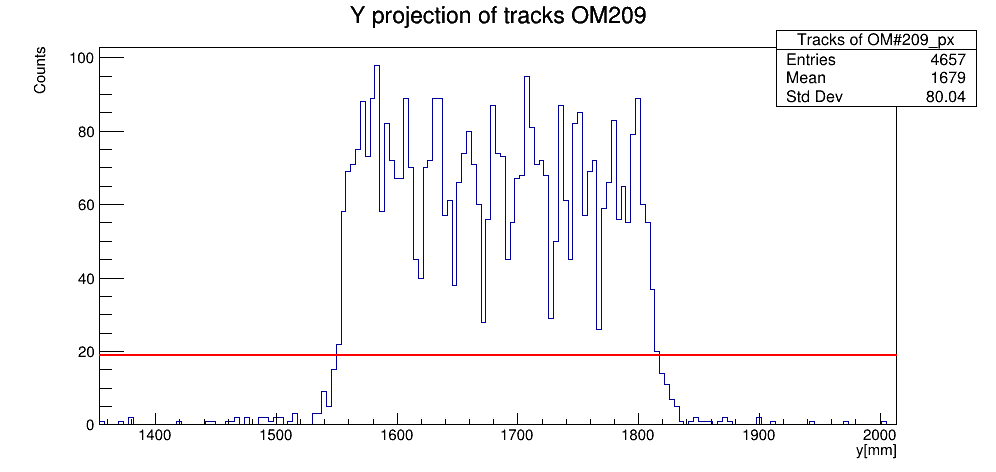 Y projection of tracks OM209
Counts
Tracks of OM#209_px
Entries 4657
Mean 1679
Std Dev 80.04
100
80
60
40
20
0
1400 1500 1600 1700 1800 1900 2000
y[mm]